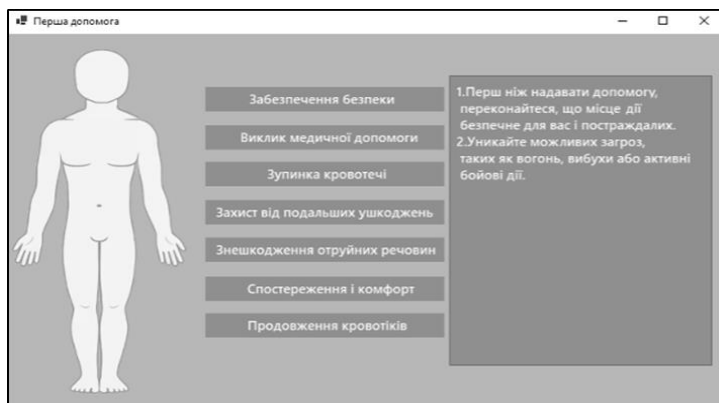 Перша допомога
Забезпечення безпеки
Виклик медичної допомоги
Зупинка кровотечі
Захист від подальших ушкоджень
Знешкодження отруйних речовин
Спостереження і комфорт
Продовження кровотіків
1.Перш ніж надавати допомогу,
переконайтеся, що місце дії
безпечне для вас і постраждалих.
2.Уникайте можливих загроз,
таких як вогонь, вибухи або активні
бойові дії.